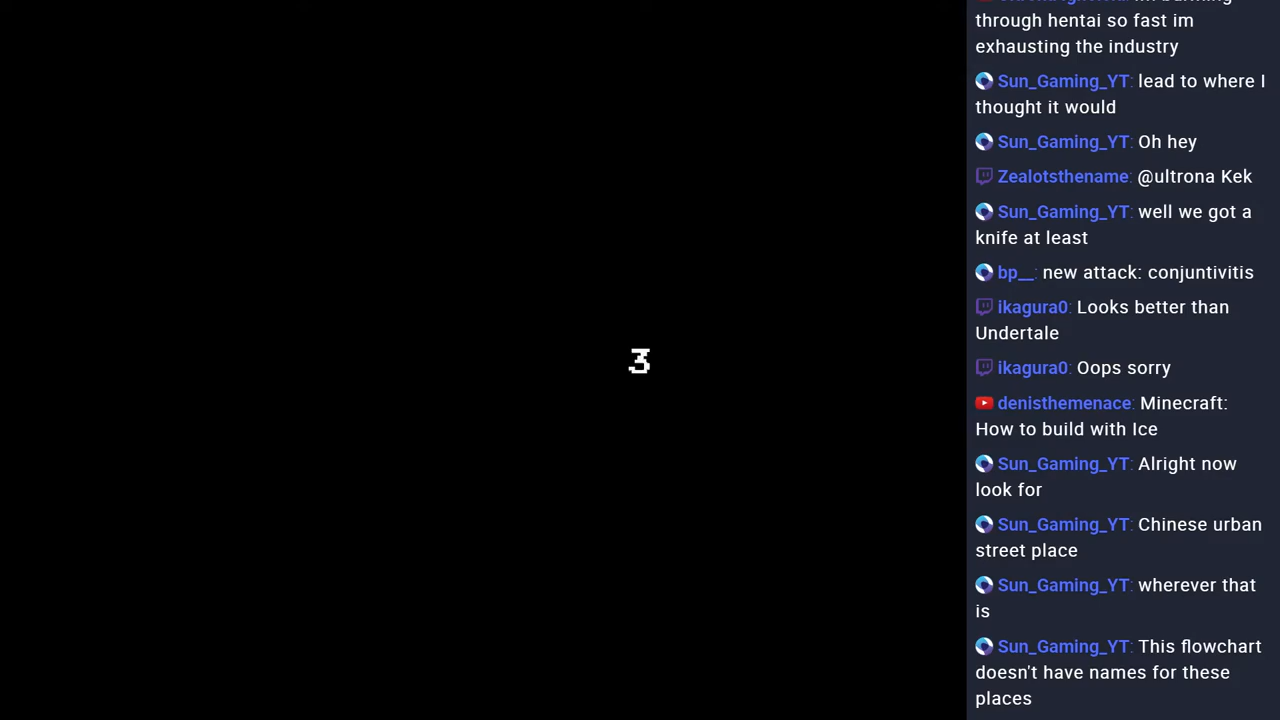 3
through hentai so fast im
exhausting the industry
Sun_Gaming_YT: lead to where I
thought it would
Sun_Gaming_YT: Oh hey
Zealotsthename: @ultrona Kek
Sun_Gaming_YT: well we got a
knife at least
bp__: new attack: conjuntivitis
ikagura0: Looks better than
Undertale
ikagura0: Oops sorry
denisthemenace: Minecraft:
How to build with Ice
Sun_Gaming_YT: Alright now
look for
Sun_Gaming_YT: Chinese urban
street place
Sun_Gaming_YT: wherever that
is
Sun_Gaming_YT: This flowchart
doesn't have names for these
places